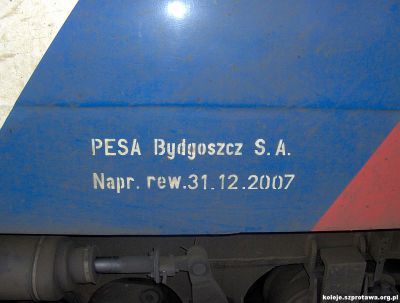 PESA Bydgoszcz S.A.
Napr. rew.31.12.2007
koleje.szprotawa.org.pl